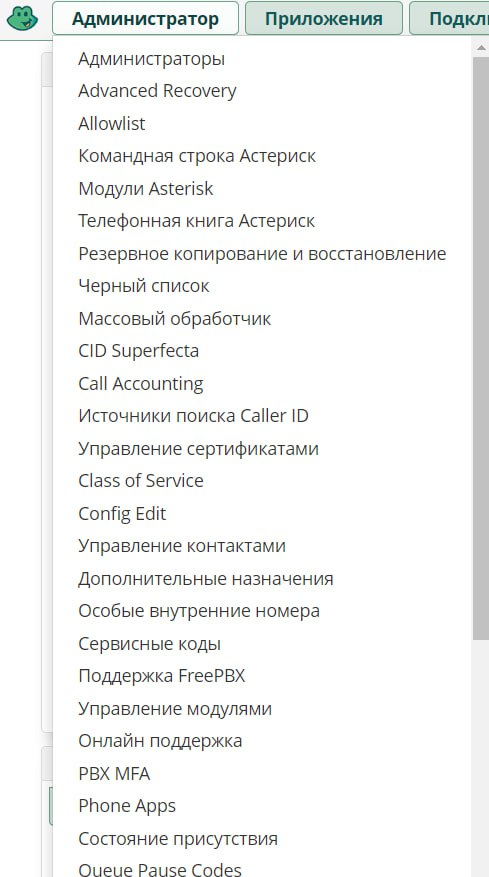 Администратор
Приложения
Подкл
Администраторы
Advanced Recovery
Allowlist
Командная строка Астериск
Модули Asterisk
Телефонная книга Астериск
Резервное копирование и восстановление
Черный список
Массовый обработчик
CID Superfecta
Call Accounting
Источники поиска Caller ID
Управление сертификатами
Class of Service
Config Edit
Управление контактами
Дополнительные назначения
Особые внутренние номера
Сервисные коды
Поддержка FreePBX
Управление модулями
Онлайн поддержка
PBX MFA
Phone Apps
Состояние присутствия
Queue Pause Codes